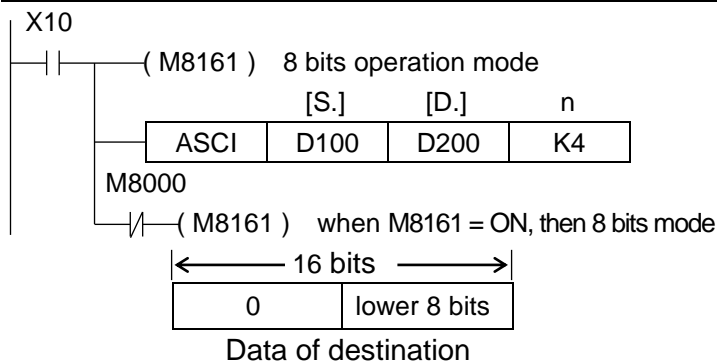 X10
( M8161 ) 8 bits operation mode
[S.] [D.] n
ASCI D100 D200 K4
M8000
( M8161 ) when M8161 = ON, then 8 bits mode
16 bits
0 lower 8 bits
Data of destination